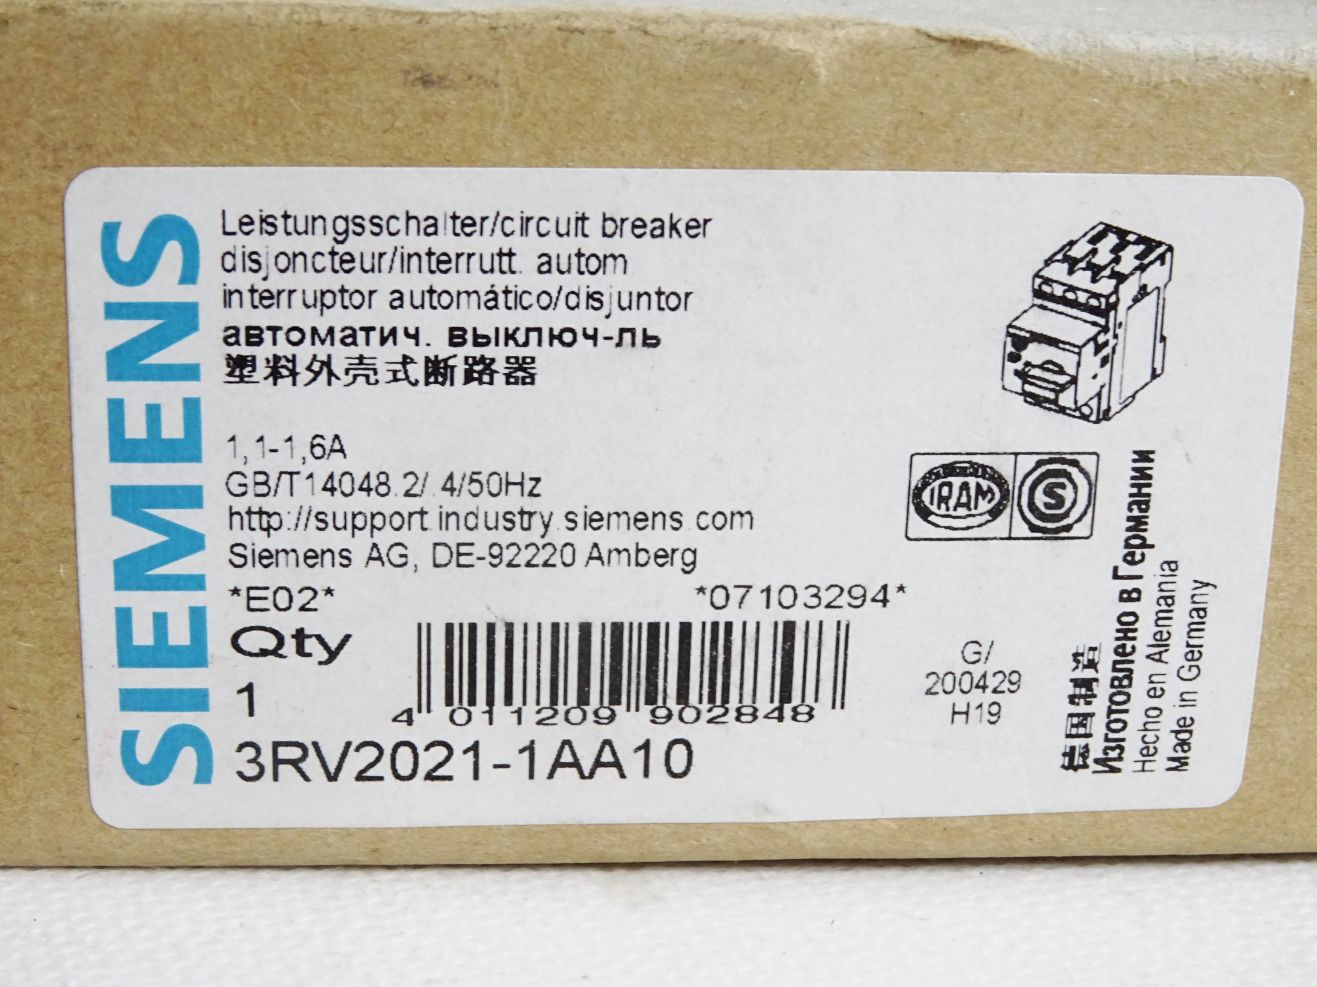 SIEMENS
Leistungsschalter/circuit breaker
disjoncteur/interrutt. autom
interruptor automático/disjuntor
автоматич. выключ-ль
塑料外壳式断路器
1,1-1,6A
GB/T14048.2/.4/50Hz
http://support.industry.siemens.com
Siemens AG, DE-92220 Amberg
*E02* *07103294*
Qty
1
4 011209 902848
3RV2021-1AA10
IRAM S
G/
200429
H19
德国制造
Изготовлено в Германии
Hecho en Alemania
Made in Germany